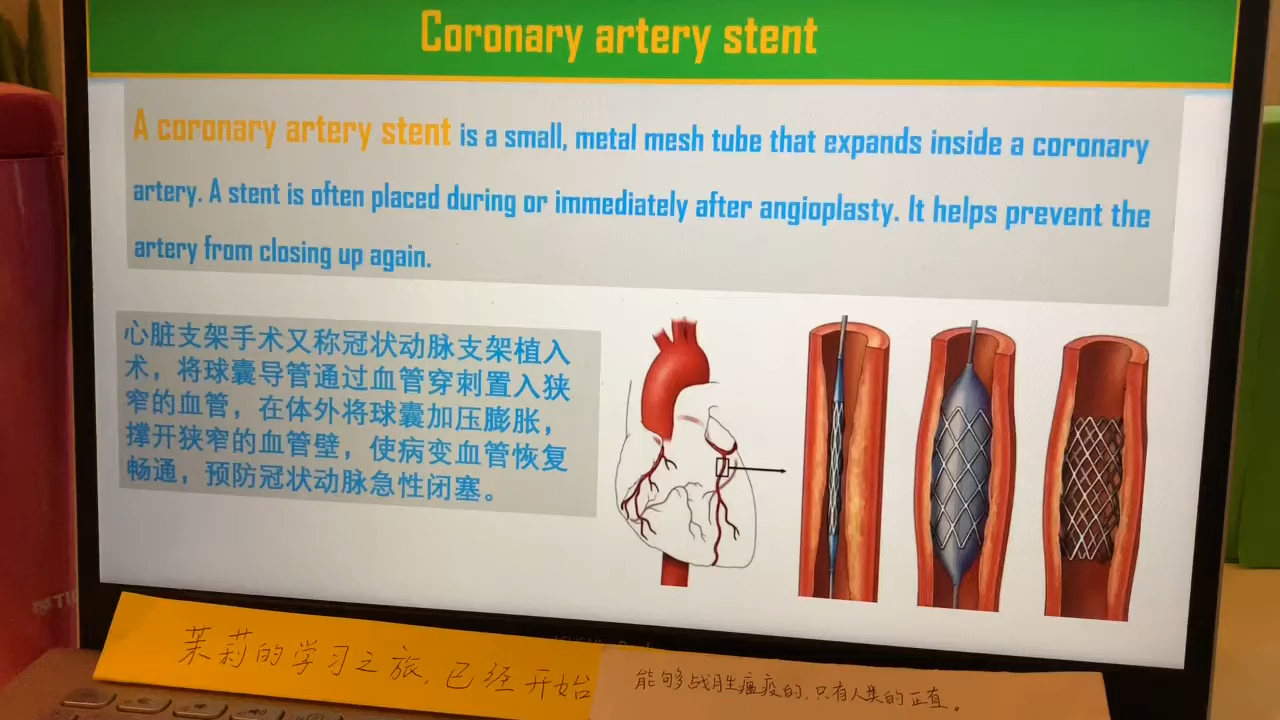 Coronary artery stent
A coronary artery stent is a small, metal mesh tube that expands inside a coronary
artery. A stent is often placed during or immediately after angioplasty. It helps prevent the
artery from closing up again.
心脏支架手术又称冠状动脉支架植入
术，将球囊导管通过血管穿刺置入狭
窄的血管，在体外将球囊加压膨胀，
撑开狭窄的血管壁，使病变血管恢复
畅通，预防冠状动脉急性闭塞。
茉莉的学习之旅，已经开始
能够战胜瘟疫的，只有人类的正直。